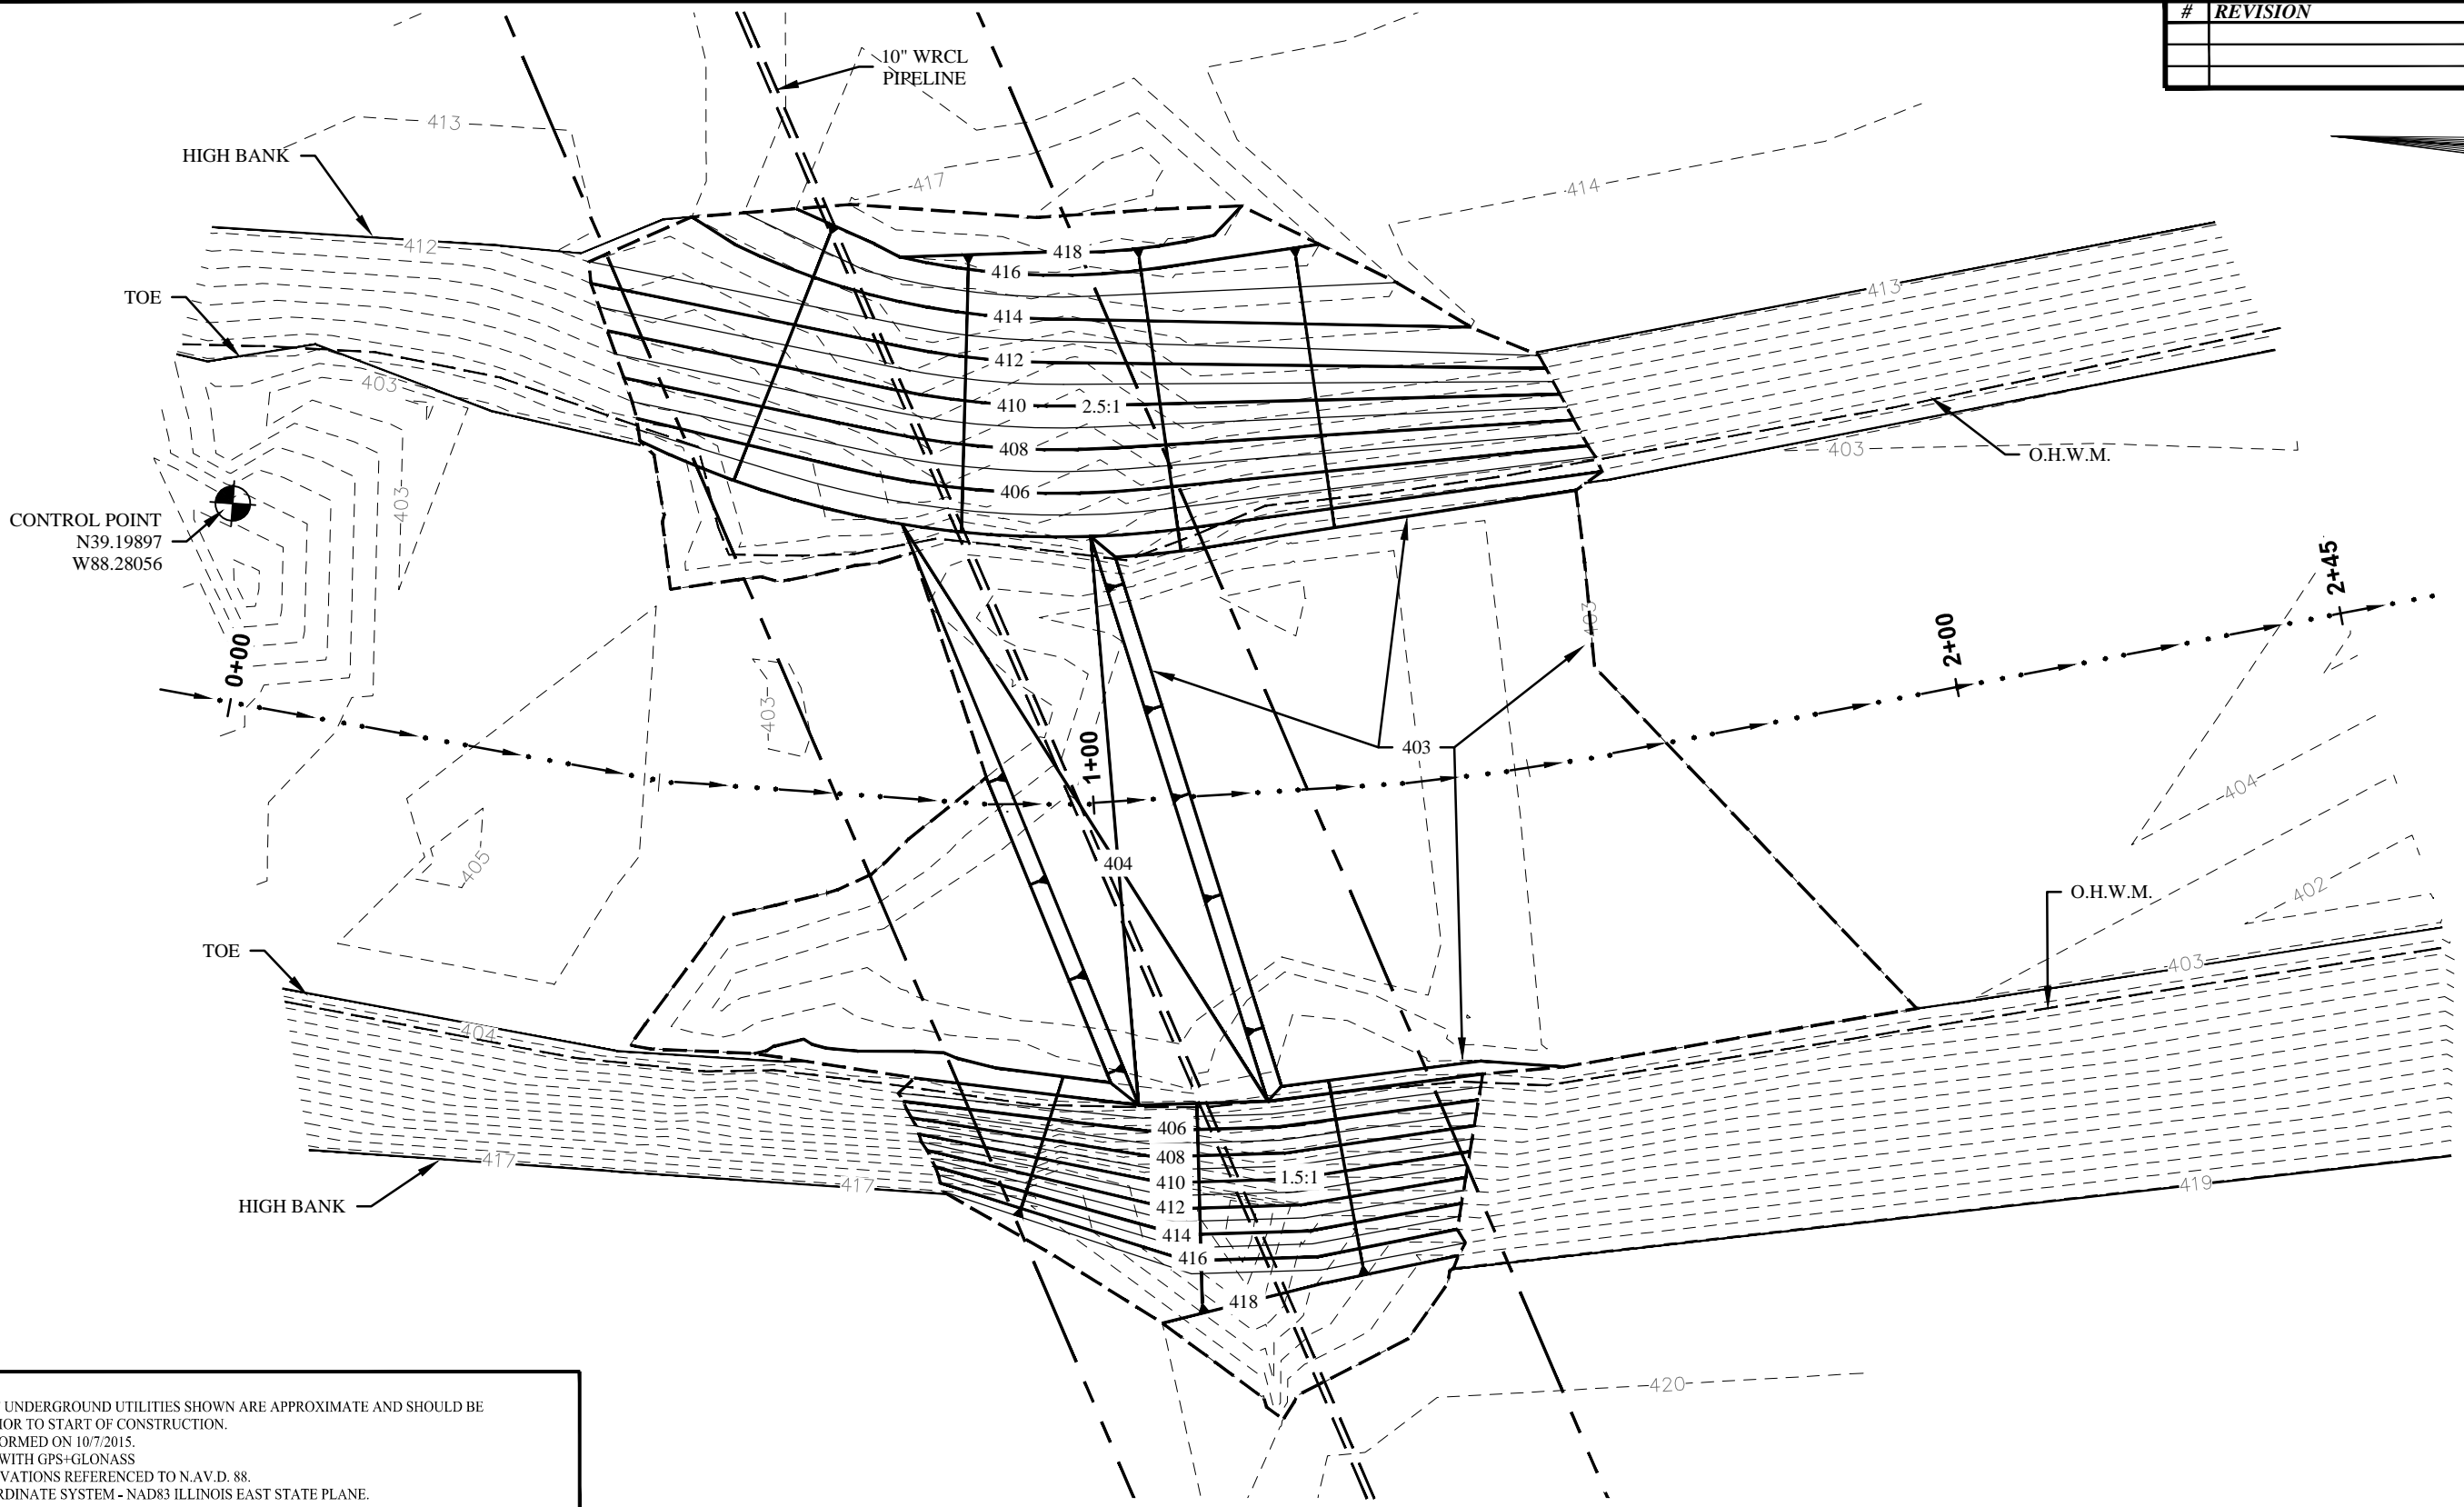 # REVISION
10" WRCL
PIPELINE
413
HIGH BANK
417
414
412
418
416
413
TOE
414
412
403
410
2.5:1
408
403
O.H.W.M.
406
403
CONTROL POINT
N39.19897
W88.28056
2+45
403
0+00
2+00
403
1+00
403
404
404
405
402
O.H.W.M.
TOE
403
404
406
408
417
1.5:1
410
417
419
412
HIGH BANK
414
416
418
420
UNDERGROUND UTILITIES SHOWN ARE APPROXIMATE AND SHOULD BE
IOR TO START OF CONSTRUCTION.
ORMED ON 10/7/2015.
WITH GPS+GLONASS
VATIONS REFERENCED TO N.AV.D. 88.
RDINATE SYSTEM - NAD83 ILLINOIS EAST STATE PLANE.